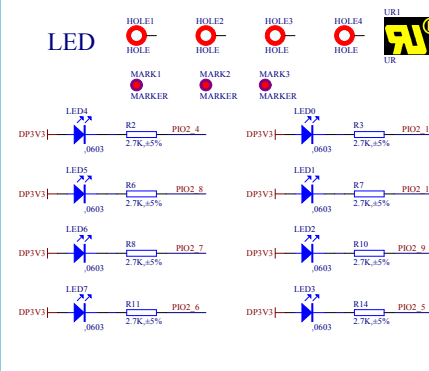 LED
HOLE1 HOLE2 HOLE3 HOLE4 UR1
HOLE HOLE HOLE HOLE UR
MARK1 MARK2 MARK3
MARKER MARKER MARKER
LED4 LED0
DP3V3 R2 PIO2_4 DP3V3 R3 PIO2_1
,0603 2.7K,±5% ,0603 2.7K,±5%
LED5 LED1
DP3V3 R6 PIO2_8 DP3V3 R7 PIO2_1
,0603 2.7K,±5% ,0603 2.7K,±5%
LED6 LED2
DP3V3 R8 PIO2_7 DP3V3 R10 PIO2_9
,0603 2.7K,±5% ,0603 2.7K,±5%
LED7 LED3
DP3V3 R11 PIO2_6 DP3V3 R14 PIO2_5
,0603 2.7K,±5% ,0603 2.7K,±5%